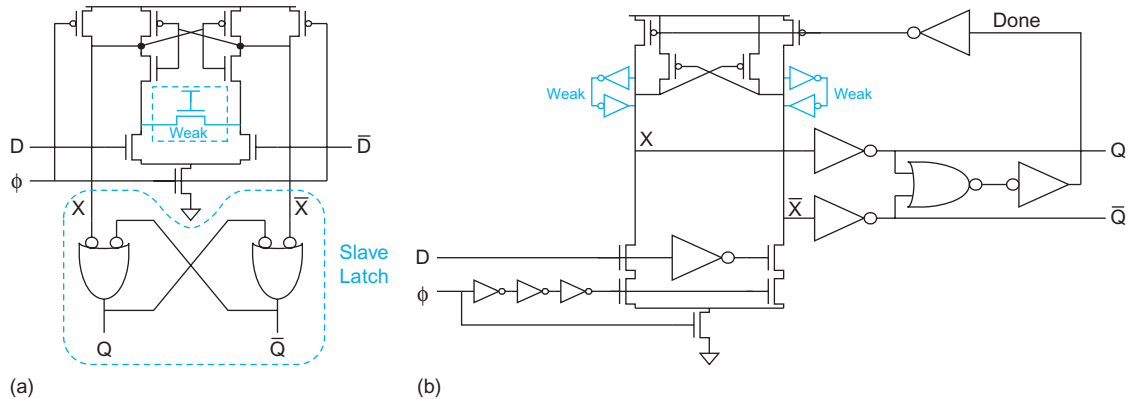 D
D̅
Weak
ϕ
X
X̅
Slave
Latch
Q
Q̅
(a)
Done
Weak
Weak
X
Q
X̅
Q̅
D
ϕ
(b)